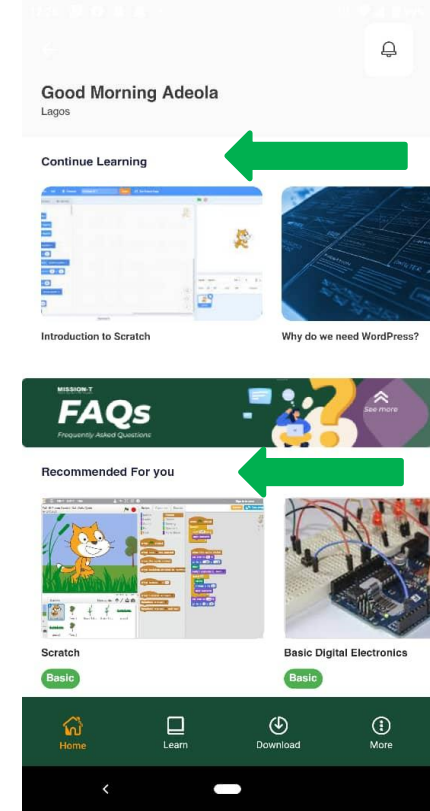 Good Morning Adeola
Lagos
Continue Learning
Introduction to Scratch
Why do we need WordPress?
MISSION-T
FAQs
Frequently Asked Questions
See more
Recommended For you
Scratch
Basic Digital Electronics
Basic
Basic
Home
Learn
Download
More